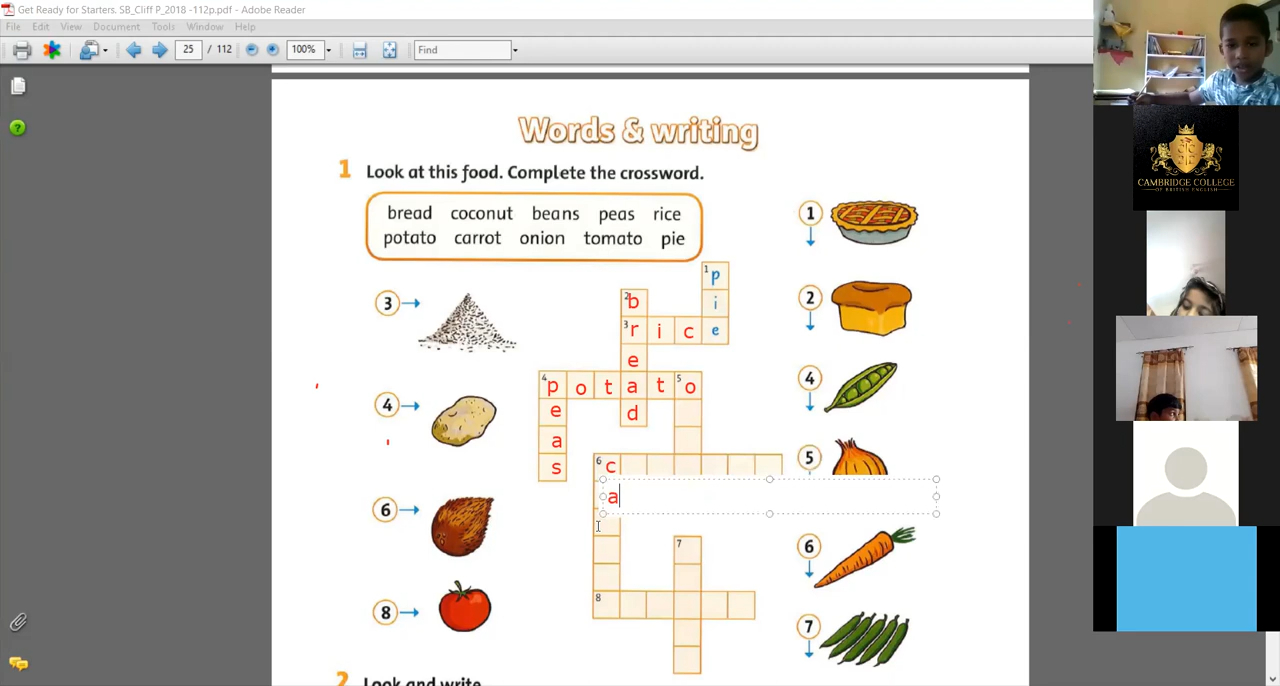 Get Ready for Starters. SB_Cliff P_2018 -112p.pdf - Adobe Reader
File Edit View Document Tools Window Help
25 / 112 100% Find
Words & writing
1 Look at this food. Complete the crossword.
bread coconut beans peas rice
potato carrot onion tomato pie
1
2
3
4
4
5
6
6
7
8
1 p
2 b i
3 r i c e
e
4 p o t a t 5 o
e d
a
s
6 c
a
7
8
2 Look and write.
CAMBRIDGE COLLEGE
OF BRITISH ENGLISH